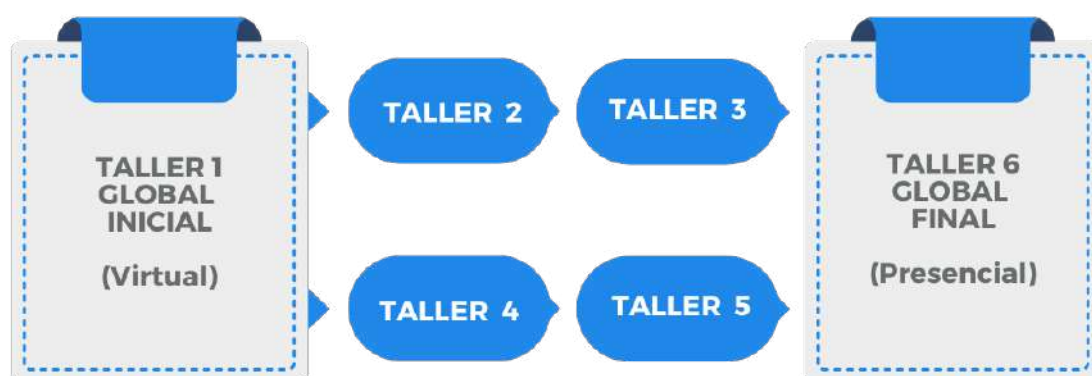 TALLER 1
GLOBAL
INICIAL
(Virtual)
TALLER 2
TALLER 3
TALLER 4
TALLER 5
TALLER 6
GLOBAL
FINAL
(Presencial)